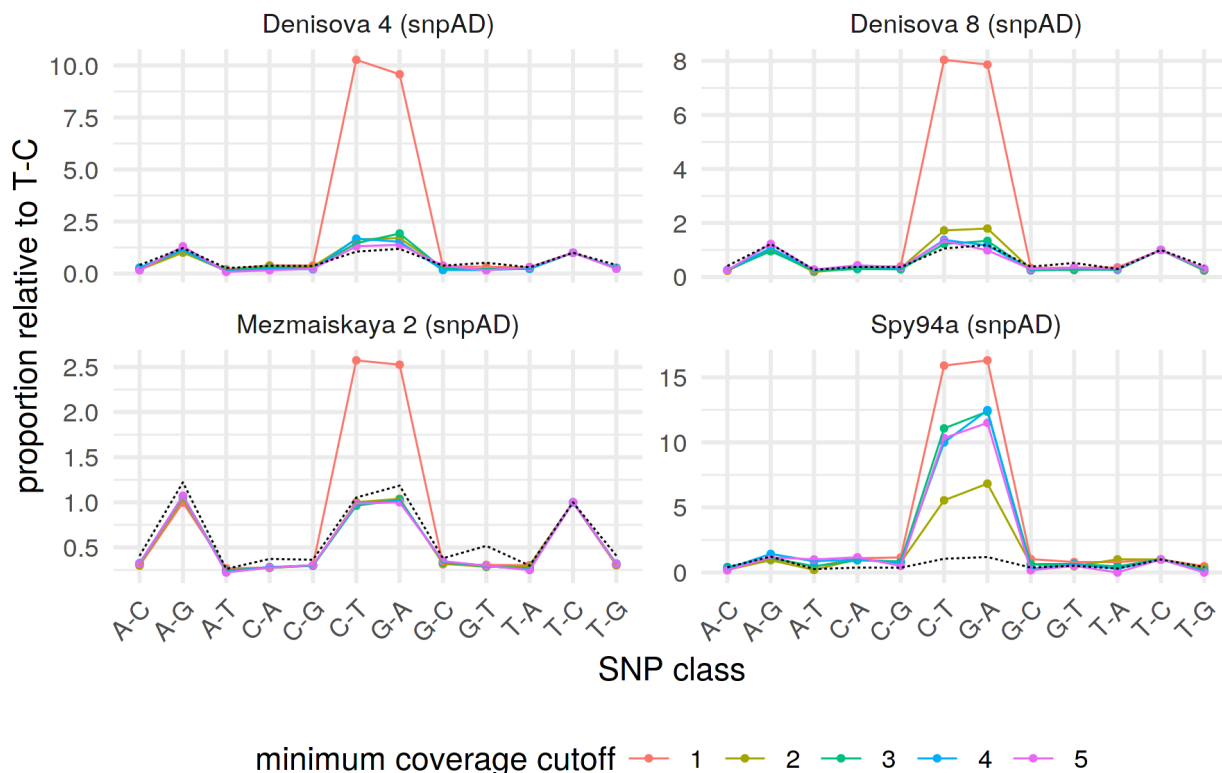 Denisova 4 (snpAD)
Denisova 8 (snpAD)
10.0
7.5
5.0
2.5
0.0
8
6
4
2
0
proportion relative to T-C
Mezmaiskaya 2 (snpAD)
Spy94a (snpAD)
2.5
2.0
1.5
1.0
0.5
15
10
5
0
A-C A-G A-T C-A C-G C-T G-A G-C G-T T-A T-C T-G
A-C A-G A-T C-A C-G C-T G-A G-C G-T T-A T-C T-G
SNP class
minimum coverage cutoff 1 2 3 4 5